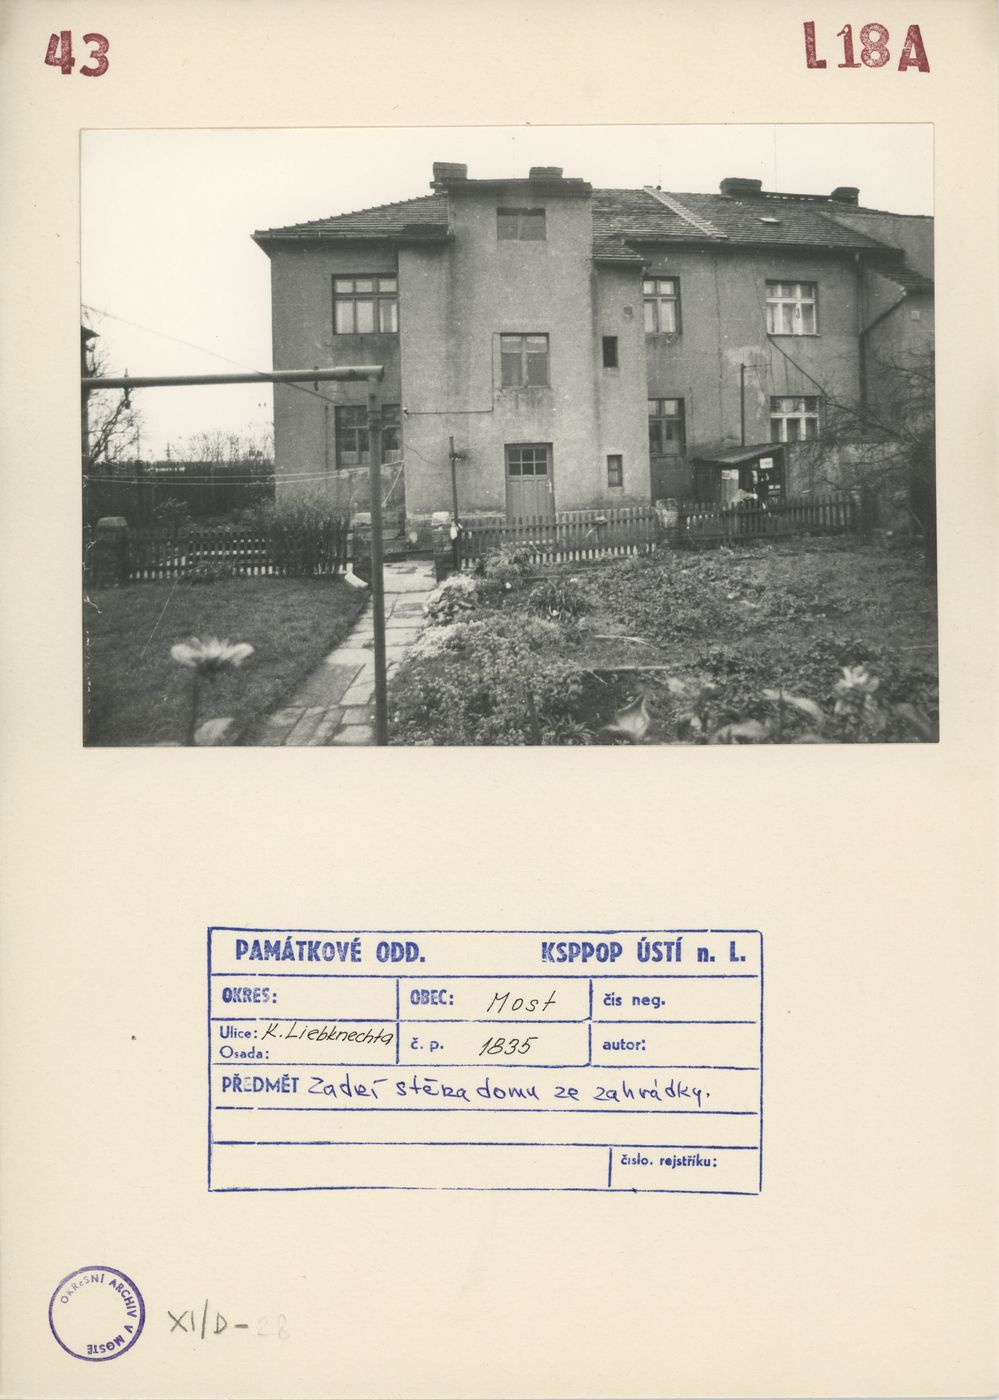 43
L18A
PAMÁTKOVÉ ODD. KSPPOP ÚSTÍ n. L.
OKRES: OBEC: Most čis neg.
Ulice: K. Liebknechta
Osada:
č. p. 1835 autor:
PŘEDMĚT Zadní stěna domu ze zahrádky.
číslo. rejstříku:
OKRESNÍ ARCHIV V MOSTĚ
XI/D-28